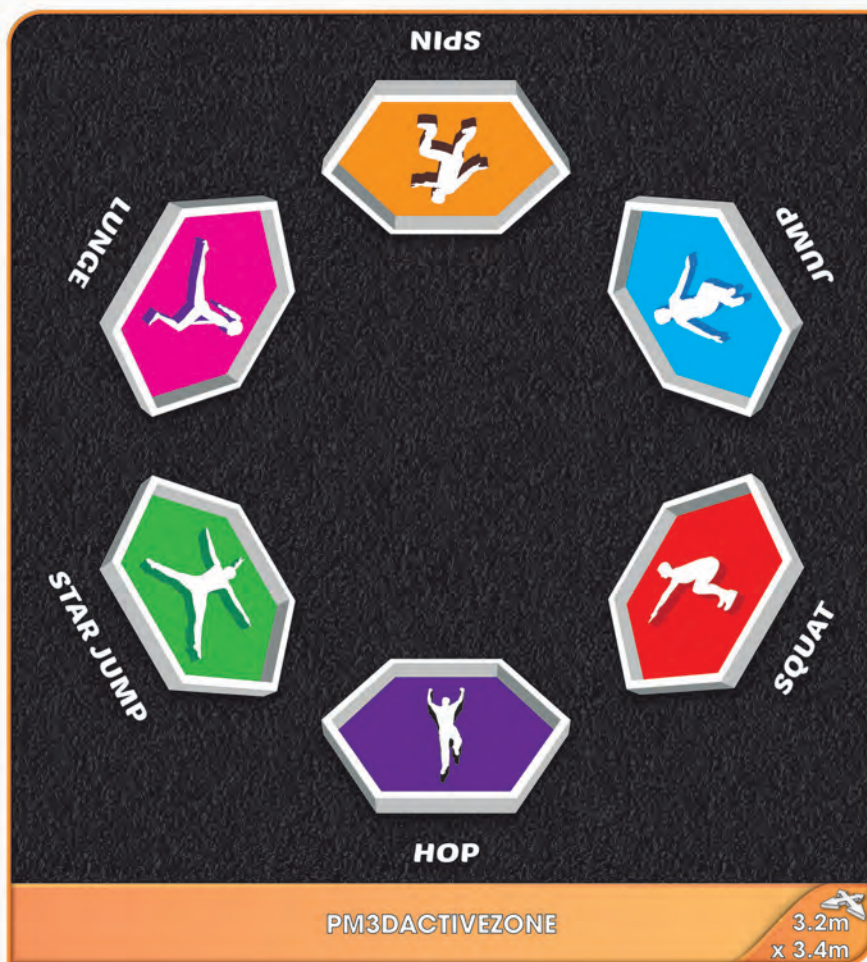 SPIN
LUNGE
JUMP
STAR JUMP
SQUAT
HOP
PM3DACTIVEZONE
3.2m
x 3.4m